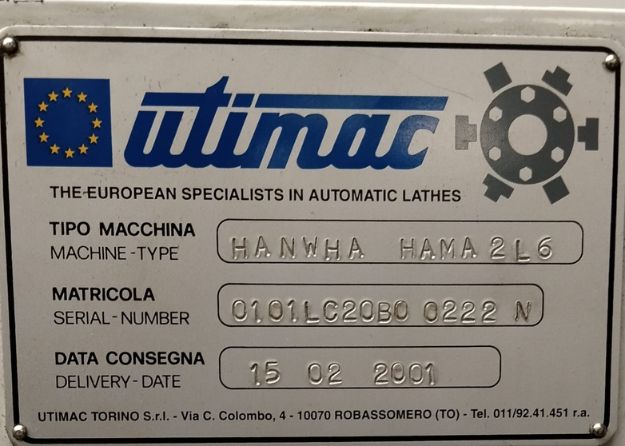 utimac
THE EUROPEAN SPECIALISTS IN AUTOMATIC LATHES
TIPO MACCHINA
MACHINE-TYPE
HANWHA HAMA 2L6
MATRICOLA
SERIAL-NUMBER
0101LC20B0 0222 N
DATA CONSEGNA
DELIVERY-DATE
15 02 2001
UTIMAC TORINO S.r.l. - Via C. Colombo, 4 - 10070 ROBASSOMERO (TO) - Tel. 011/92.41.451 r.a.